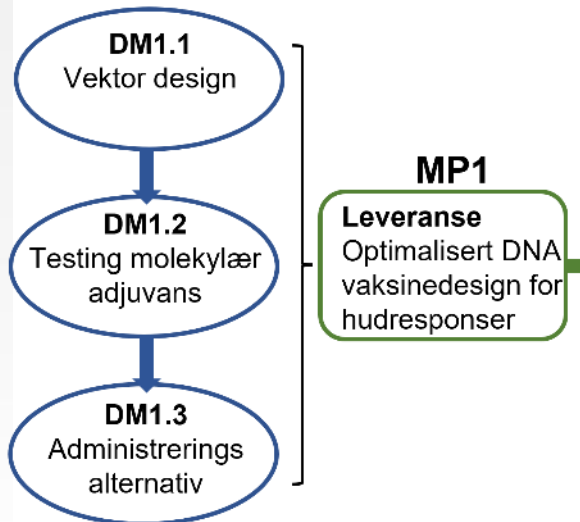 DM1.1
Vektor design
DM1.2
Testing molekylær
adjuvans
DM1.3
Administrerings
alternativ
MP1
Leveranse
Optimalisert DNA
vaksinedesign for
hudresponser